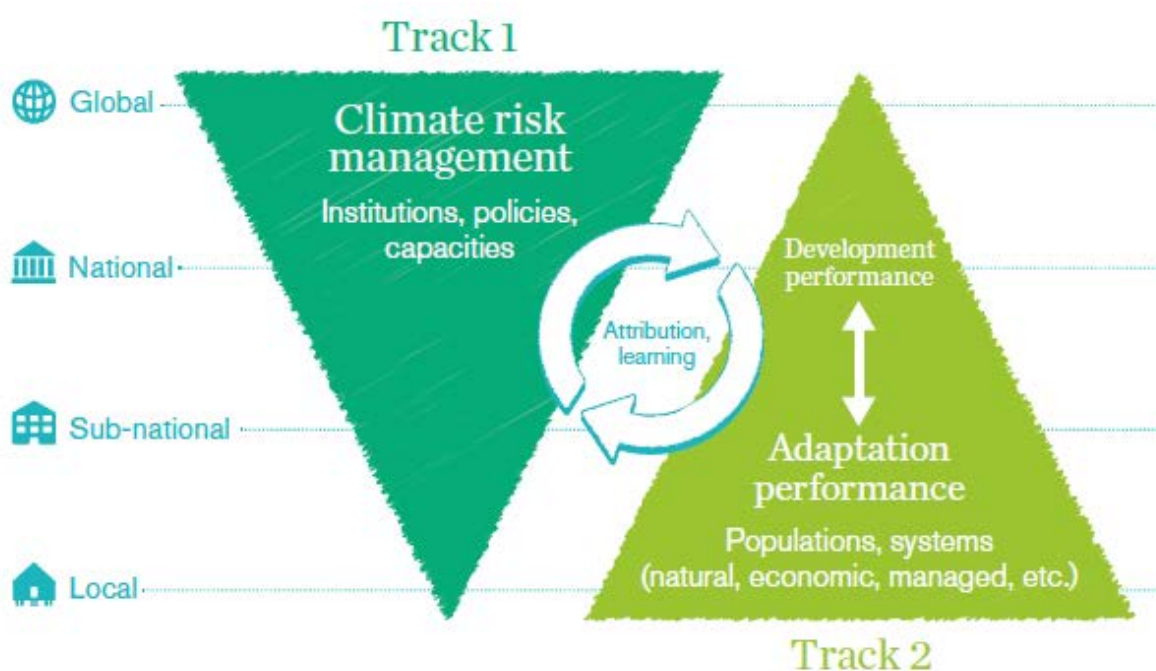 Track 1
Global
Climate risk
management
Institutions, policies,
capacities
National
Development
performance
Attribution,
learning
Sub-national
Adaptation
performance
Populations, systems
(natural, economic, managed, etc.)
Local
Track 2